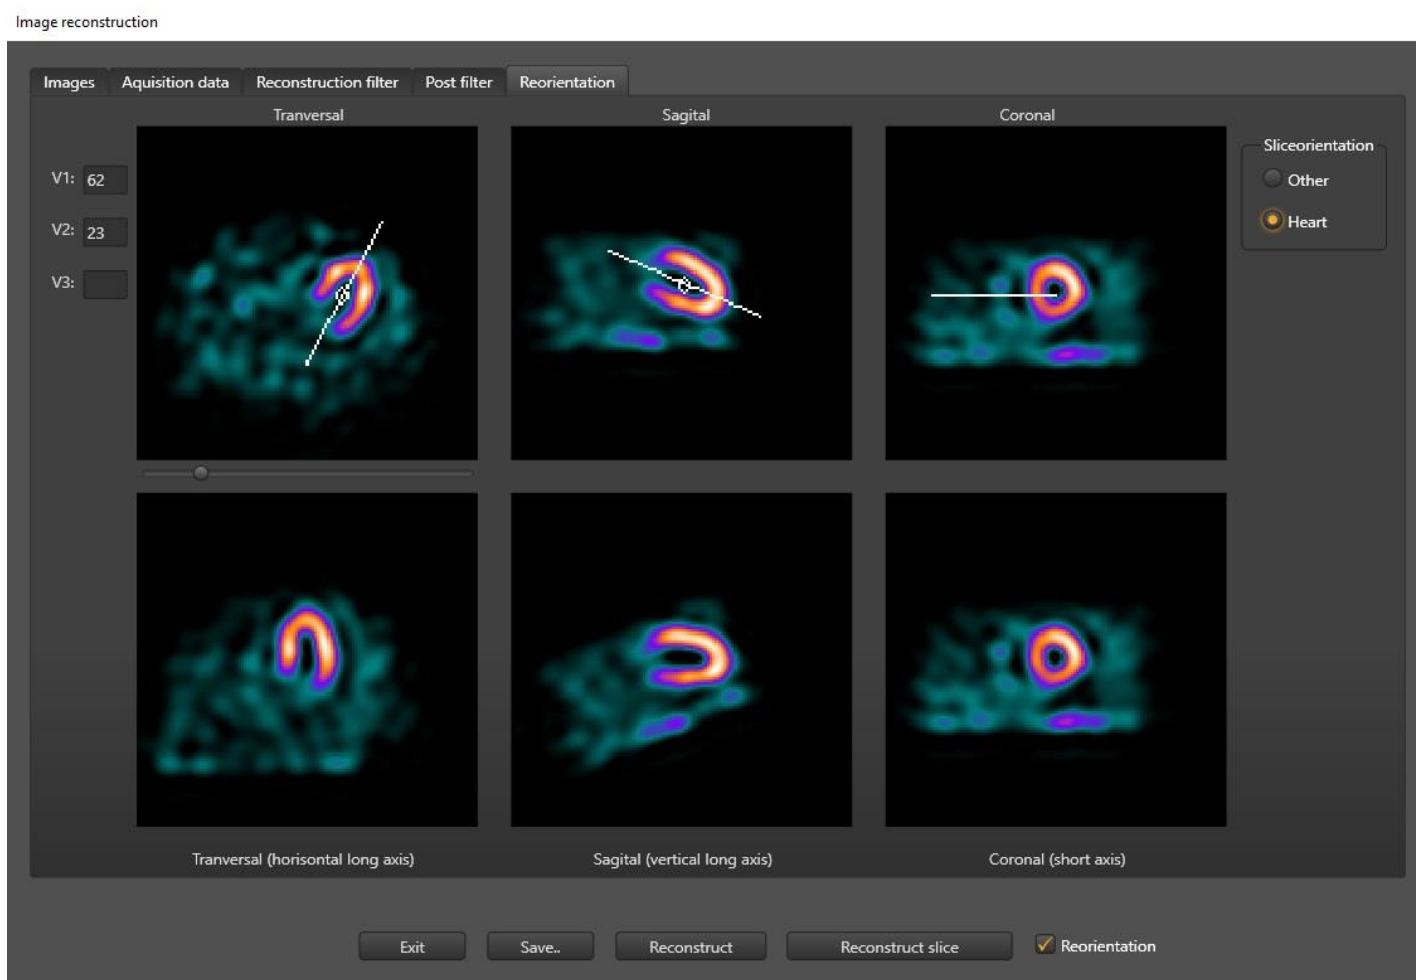 Image reconstruction
Images Aquisition data Reconstruction filter Post filter Reorientation
Tranversal Sagital Coronal
Sliceorientation
V1: 62
Other
V2: 23
Heart
V3:
Tranversal (horisontal long axis) Sagital (vertical long axis) Coronal (short axis)
Exit Save.. Reconstruct Reconstruct slice Reorientation